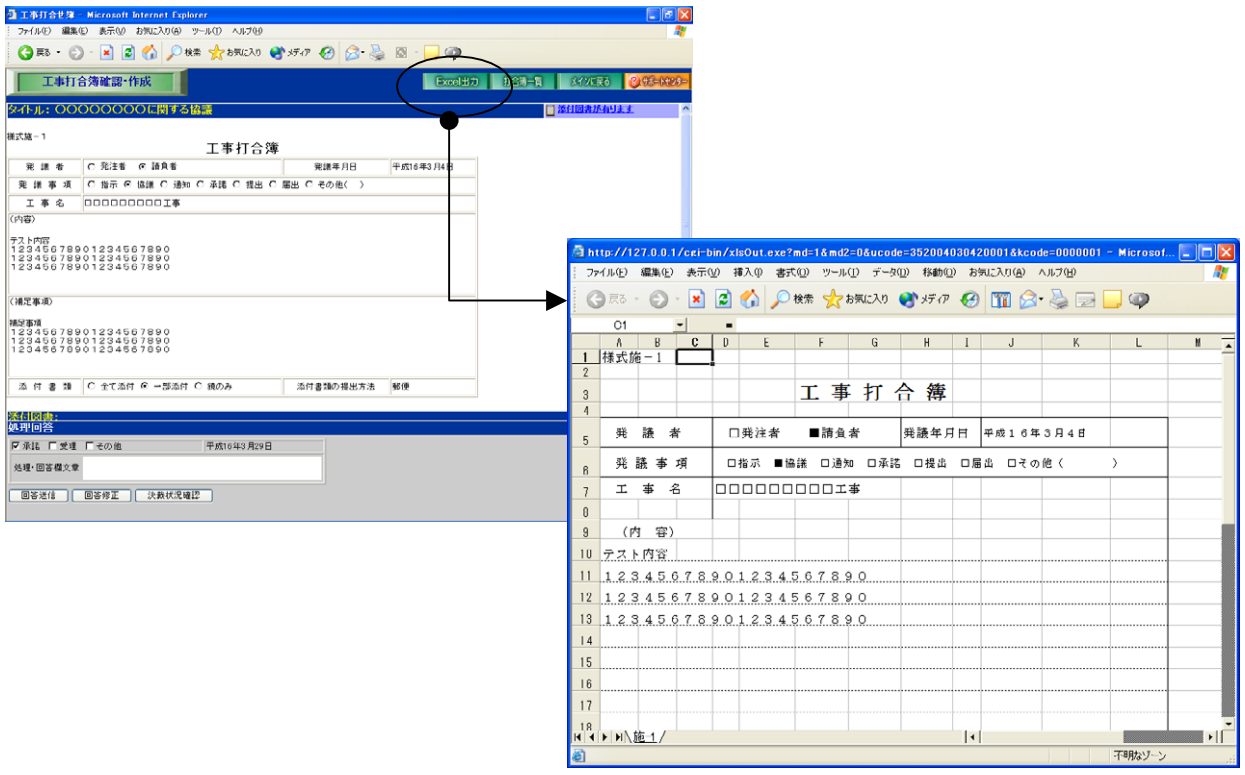 工事打合せ簿 - Microsoft Internet Explorer
ファイル(F) 編集(E) 表示(V) お気に入り(A) ツール(T) ヘルプ(H)
戻る 検索 お気に入り メディア
工事打合簿確認・作成
Excel出力 打合簿一覧 メインに戻る サポートセンター
タイトル：〇〇〇〇〇〇〇〇に関する協議
添付図書があります
様式施－1
工事打合簿
発 議 者 発注者 請負者 発議年月日 平成16年3月4日
発 議 事 項 指示 協議 通知 承諾 提出 届出 その他( )
工 事 名 □□□□□□□□□工事
(内容)
テスト内容
12345678901234567890
12345678901234567890
12345678901234567890
(補足事項)
補足事項
12345678901234567890
12345678901234567890
12345678901234567890
添 付 書 類 全て添付 一部添付 鏡のみ 添付書類の提出方法 郵便
添付図書：
処理回答
承諾 受理 その他 平成16年3月29日
処理・回答欄文章
回答送信 回答修正 決裁状況確認
http://127.0.0.1/cgi-bin/xlsOut.exe?md=1&md2=0&ucode=352004030420001&kcode=0000001 - Microsof...
ファイル(F) 編集(E) 表示(V) 挿入(I) 書式(O) ツール(T) データ(D) 移動(G) お気に入り(A) ヘルプ(H)
戻る 検索 お気に入り メディア
C1 =
A B C D E F G H I J K L M
1 様式施－1
2
3 工 事 打 合 簿
4
5 発 議 者 □発注者 ■請負者 発議年月日 平成１６年３月４日
6 発 議 事 項 □指示 ■協議 □通知 □承諾 □提出 □届出 □その他（ ）
7 工 事 名 □□□□□□□□□工事
8
9 （内 容）
10 テスト内容
11 １２３４５６７８９０１２３４５６７８９０
12 １２３４５６７８９０１２３４５６７８９０
13 １２３４５６７８９０１２３４５６７８９０
14
15
16
17
18
施-1
不明なゾーン